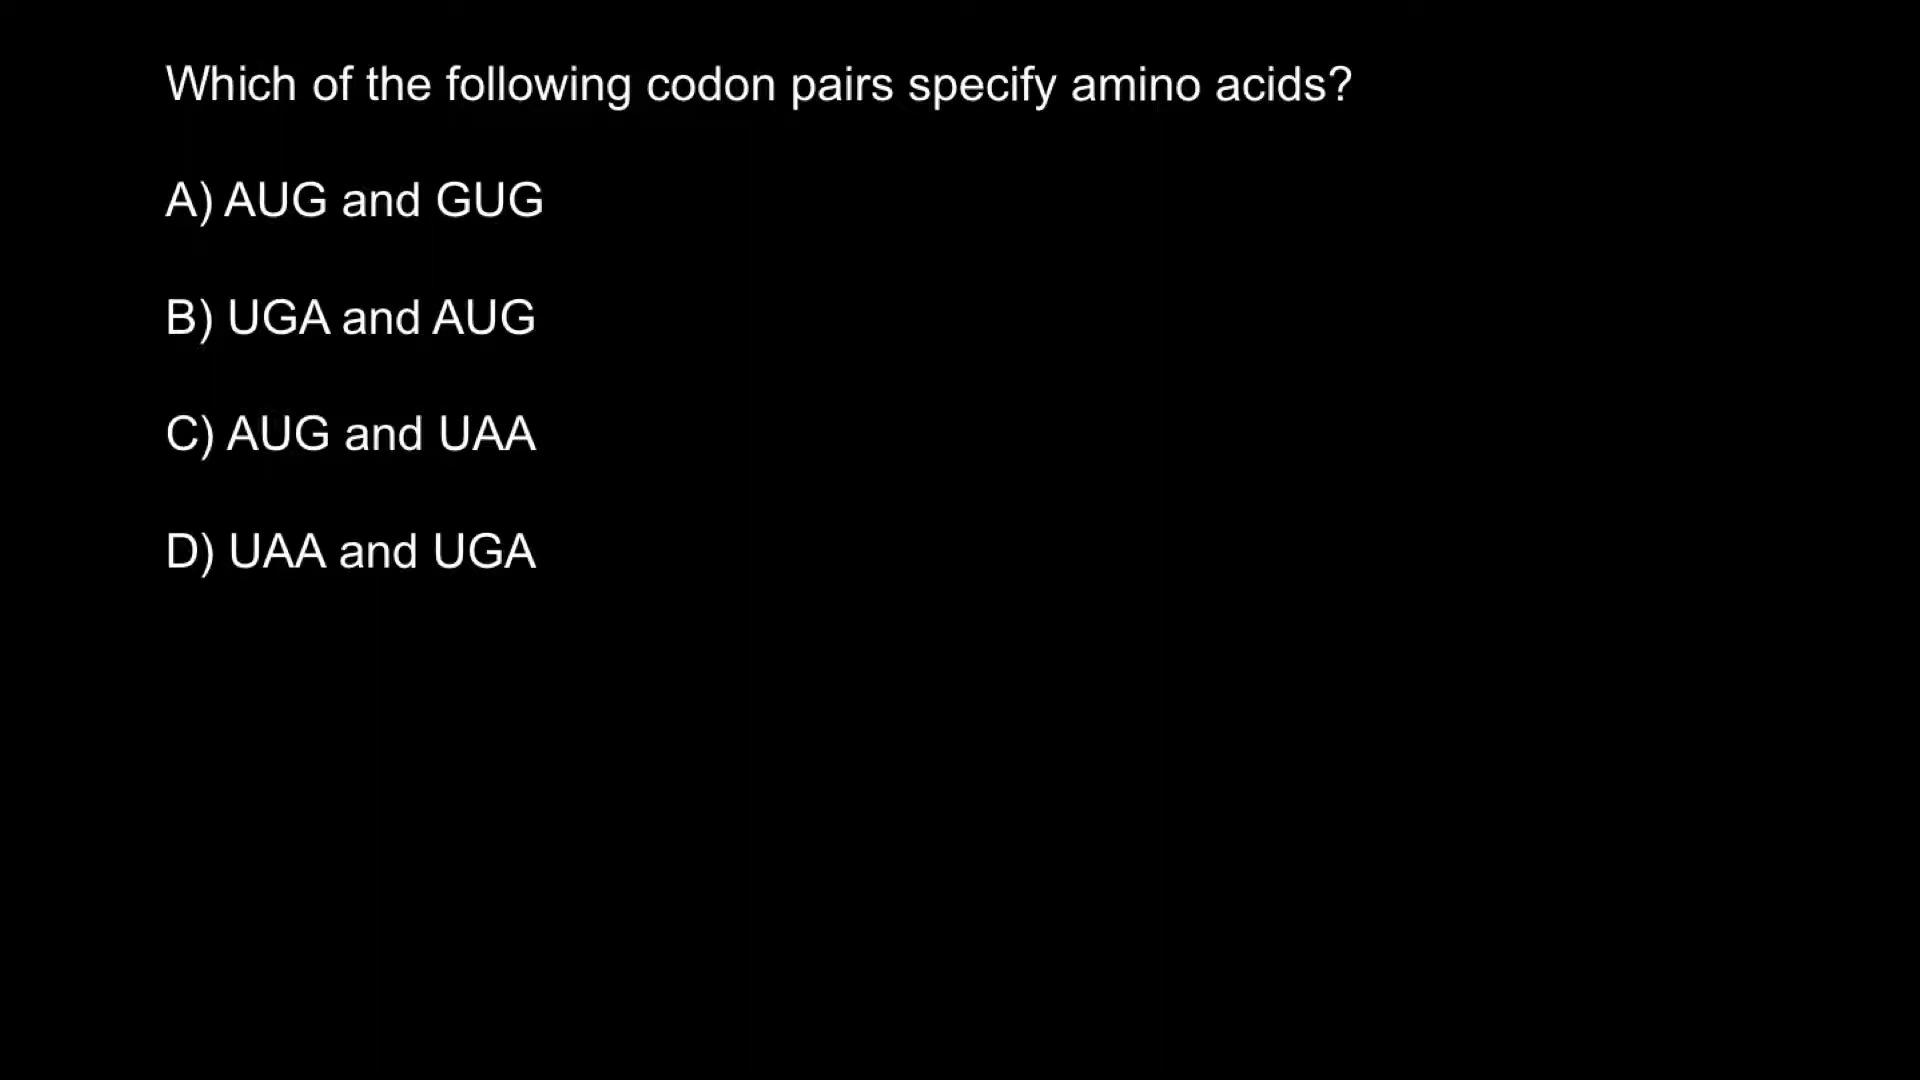 Which of the following codon pairs specify amino acids?
A) AUG and GUG
B) UGA and AUG
C) AUG and UAA
D) UAA and UGA